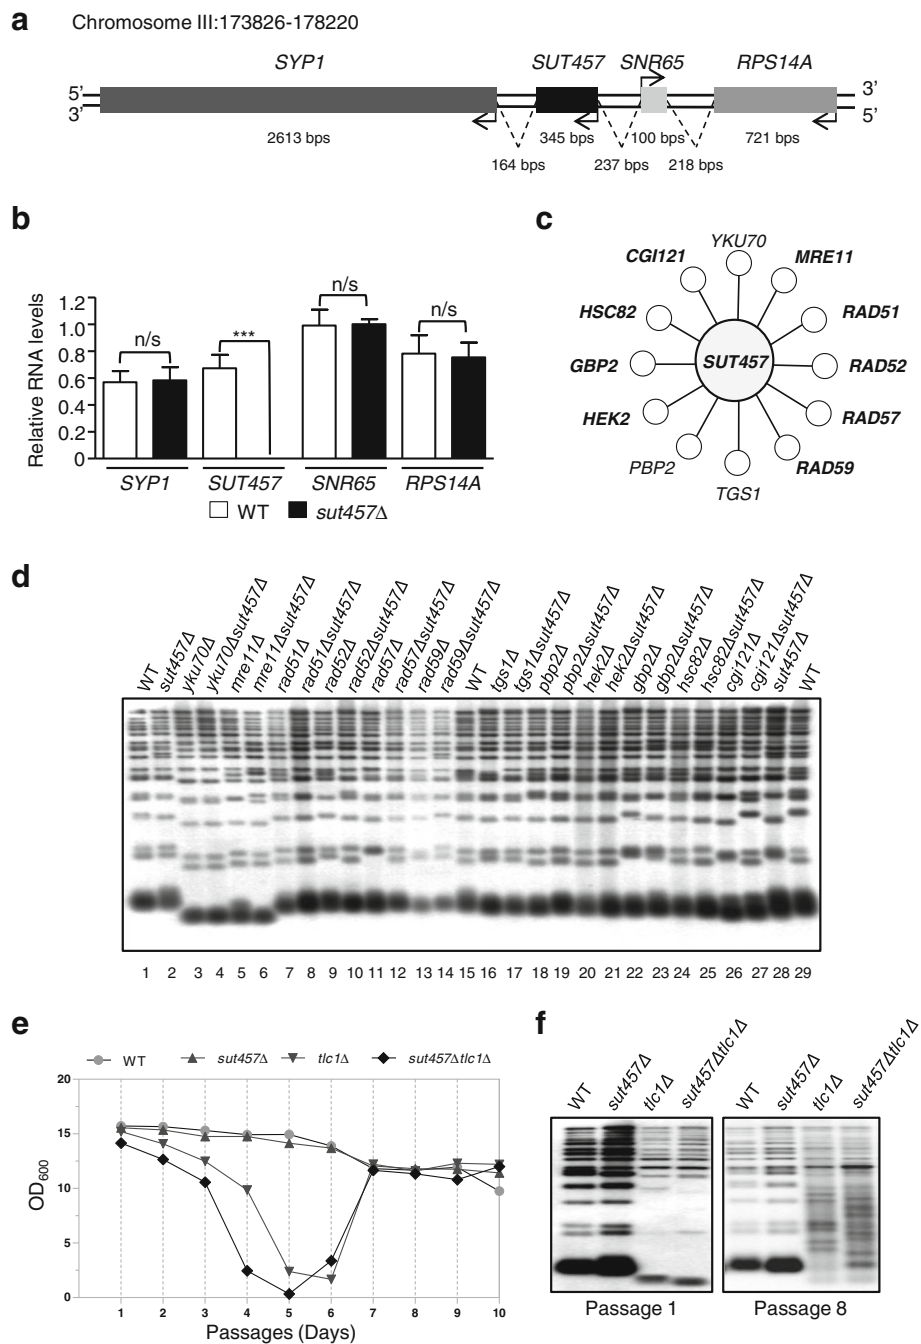 a
Chromosome III:173826-178220
SYP1 SUT457 SNR65 RPS14A
5' 3'
3' 5'
2613 bps 345 bps 100 bps 721 bps
164 bps 237 bps 218 bps
b
Relative RNA levels
1.2
1.0
0.8
0.6
0.4
0.2
0
n/s *** n/s n/s
SYP1 SUT457 SNR65 RPS14A
WT sut457Δ
c
YKU70
MRE11
RAD51
RAD52
RAD57
RAD59
TGS1
PBP2
HEK2
GBP2
HSC82
CGI121
SUT457
d
WT
sut457Δ
yku70Δ
yku70Δsut457Δ
mre11Δ
mre11Δsut457Δ
rad51Δ
rad51Δsut457Δ
rad52Δ
rad52Δsut457Δ
rad57Δ
rad57Δsut457Δ
rad59Δ
rad59Δsut457Δ
WT
tgs1Δ
tgs1Δsut457Δ
pbp2Δ
pbp2Δsut457Δ
hek2Δ
hek2Δsut457Δ
gbp2Δ
gbp2Δsut457Δ
hsc82Δ
hsc82Δsut457Δ
cgi121Δ
cgi121Δsut457Δ
sut457Δ
WT
1 2 3 4 5 6 7 8 9 10 11 12 13 14 15 16 17 18 19 20 21 22 23 24 25 26 27 28 29
e
WT sut457Δ tlc1Δ sut457Δtlc1Δ
OD600
20
15
10
5
0
1 2 3 4 5 6 7 8 9 10
Passages (Days)
f
WT
sut457Δ
tlc1Δ
sut457Δtlc1Δ
WT
sut457Δ
tlc1Δ
sut457Δtlc1Δ
Passage 1 Passage 8